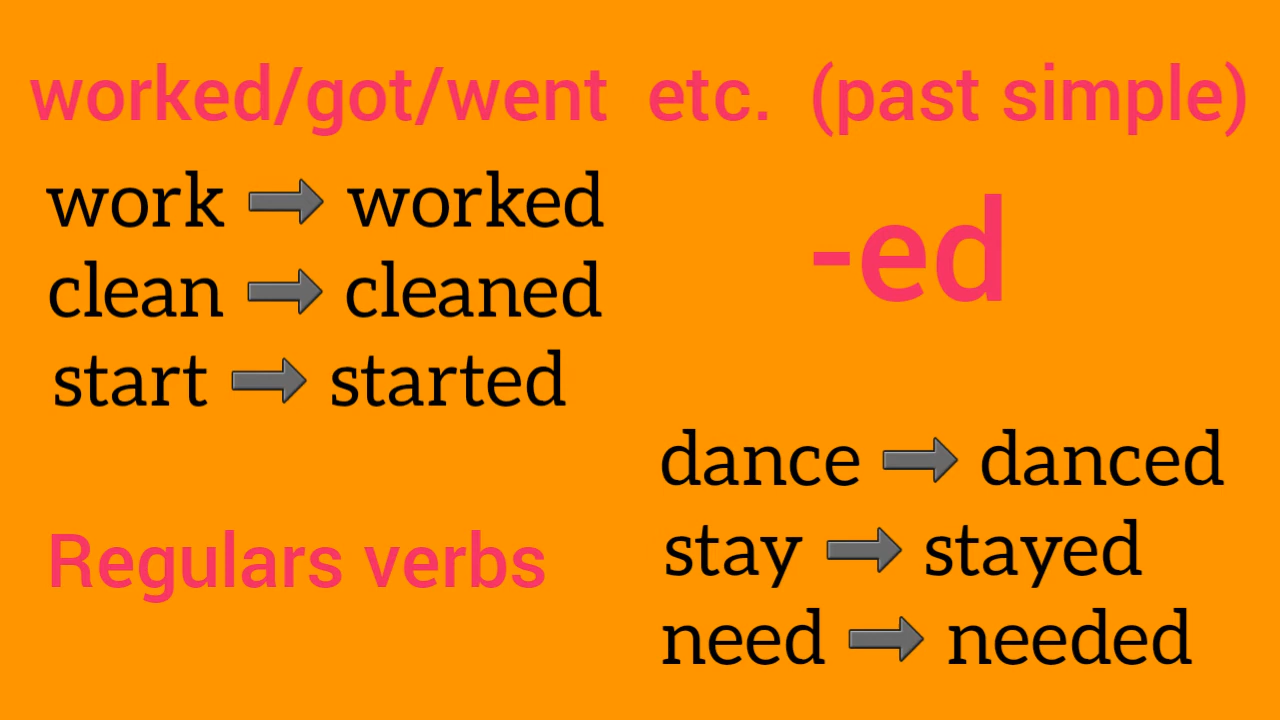 worked/got/went etc. (past simple)
work ➡ worked
clean ➡ cleaned
start ➡ started
-ed
Regulars verbs
dance ➡ danced
stay ➡ stayed
need ➡ needed